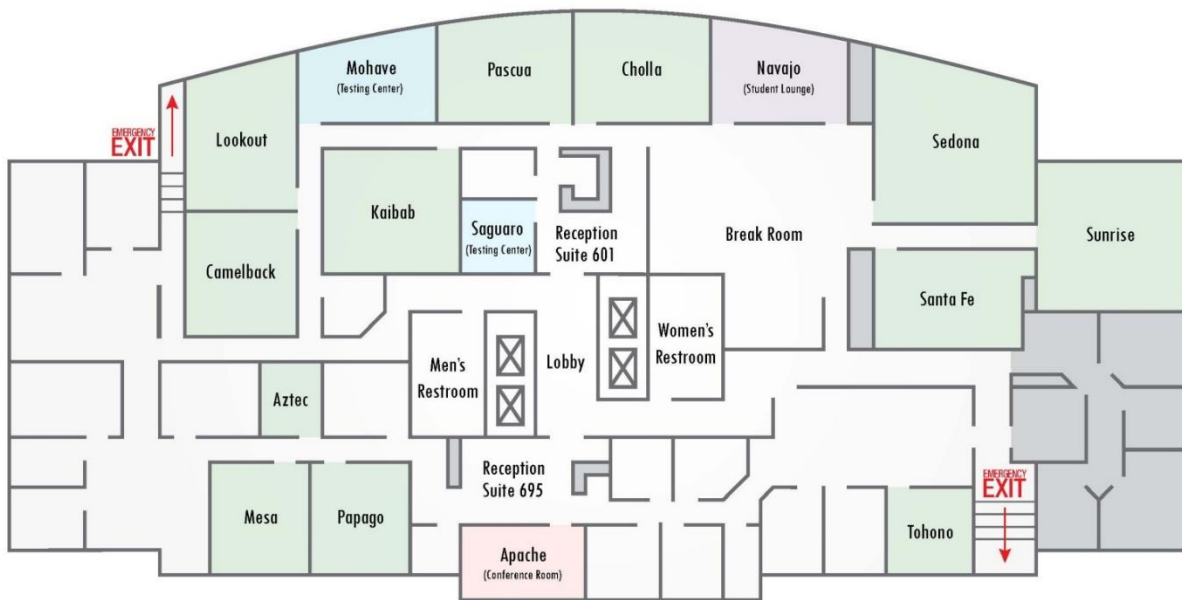 Mohave
(Testing Center)
Pascua
Cholla
Navajo
(Student Lounge)
EMERGENCY
EXIT
Lookout
Sedona
Kaibab
Saguaro
(Testing Center)
Reception
Suite 601
Break Room
Sunrise
Camelback
Santa Fe
Men's
Restroom
Lobby
Women's
Restroom
Aztec
Reception
Suite 695
EMERGENCY
EXIT
Mesa
Papago
Tohono
Apache
(Conference Room)